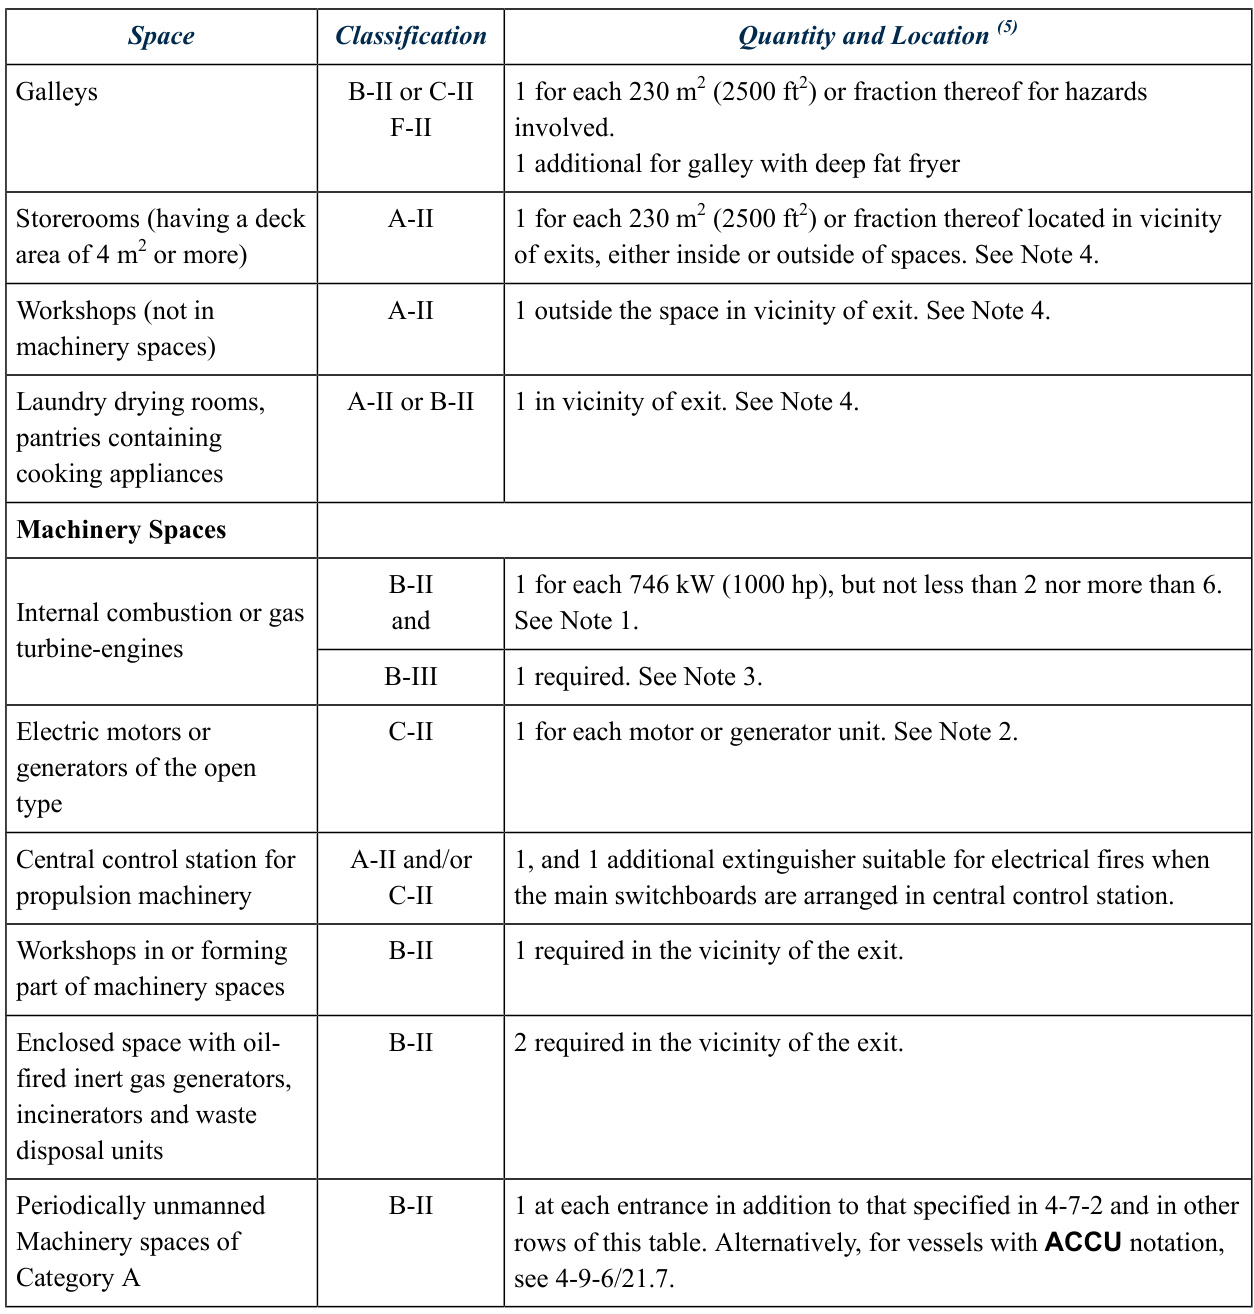 Space Classification Quantity and Location (5)
Galleys B-II or C-II 1 for each 230 m2 (2500 ft2) or fraction thereof for hazards
F-II involved.
1 additional for galley with deep fat fryer
Storerooms (having a deck A-II 1 for each 230 m2 (2500 ft2) or fraction thereof located in vicinity
area of 4 m2 or more) of exits, either inside or outside of spaces. See Note 4.
Workshops (not in A-II 1 outside the space in vicinity of exit. See Note 4.
machinery spaces)
Laundry drying rooms, A-II or B-II 1 in vicinity of exit. See Note 4.
pantries containing
cooking appliances
Machinery Spaces
Internal combustion or gas
turbine-engines
B-II 1 for each 746 kW (1000 hp), but not less than 2 nor more than 6.
and See Note 1.
B-III 1 required. See Note 3.
Electric motors or C-II 1 for each motor or generator unit. See Note 2.
generators of the open
type
Central control station for A-II and/or 1, and 1 additional extinguisher suitable for electrical fires when
propulsion machinery C-II the main switchboards are arranged in central control station.
Workshops in or forming B-II 1 required in the vicinity of the exit.
part of machinery spaces
Enclosed space with oil- B-II 2 required in the vicinity of the exit.
fired inert gas generators,
incinerators and waste
disposal units
Periodically unmanned B-II 1 at each entrance in addition to that specified in 4-7-2 and in other
Machinery spaces of rows of this table. Alternatively, for vessels with ACCU notation,
Category A see 4-9-6/21.7.